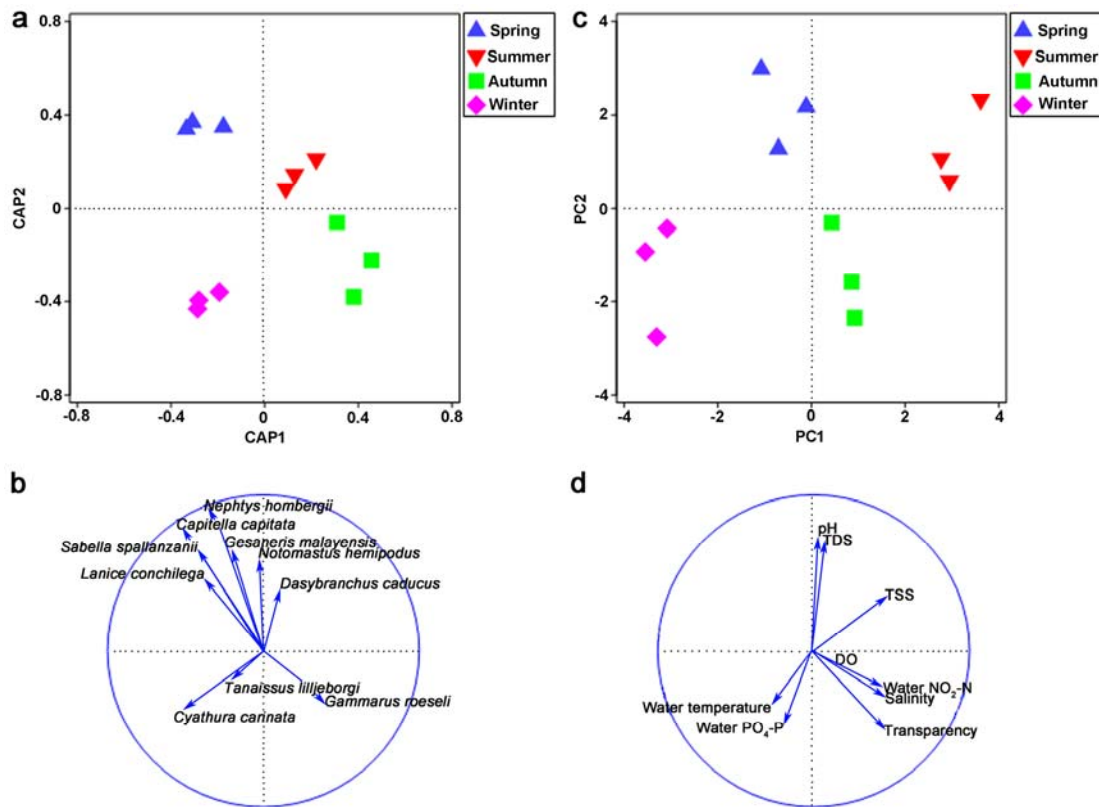 a
0.8
0.4
0
-0.4
-0.8
CAP2
-0.8
-0.4
0
0.4
0.8
CAP1
Spring
Summer
Autumn
Winter
c
4
2
0
-2
-4
PC2
-4
-2
0
2
4
PC1
Spring
Summer
Autumn
Winter
b
Nephtys hombergii
Capitella capitata
Gesaneris malayensis
Sabella spallanzanii
Notomastus hemipodus
Lanice conchilega
Dasybranchus caducus
Tanaissus lilljeborgi
Gammarus roeseli
Cyathura carinata
d
pH
TDS
TSS
DO
Water NO₂-N
Salinity
Water temperature
Water PO₄-P
Transparency